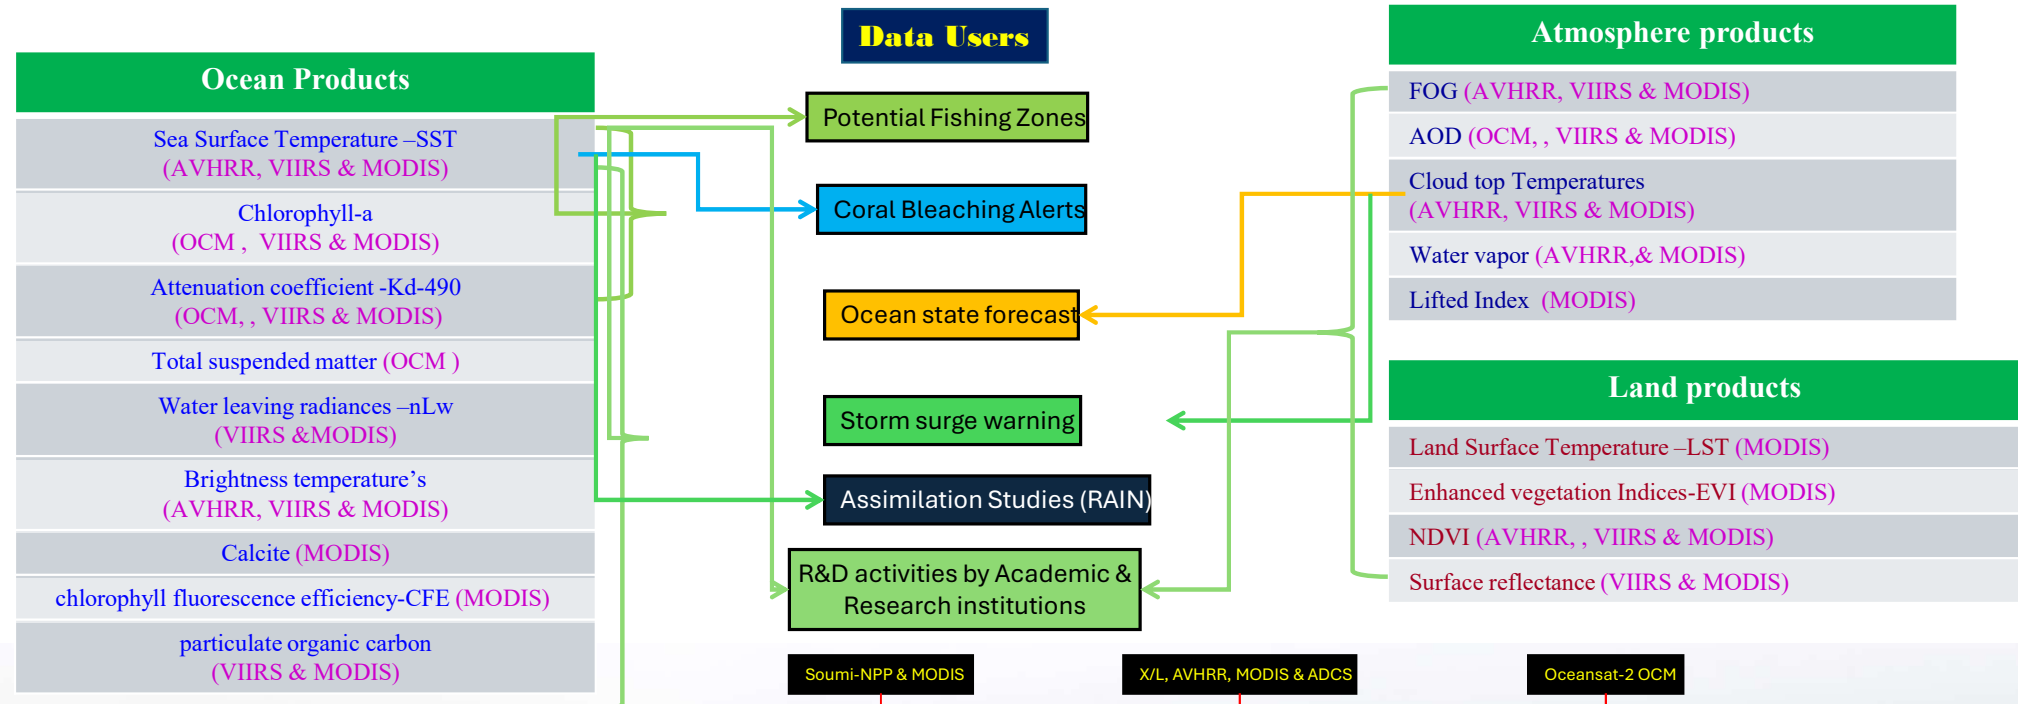 Data Users
Ocean Products
Sea Surface Temperature –SST
(AVHRR, VIIRS & MODIS)
Chlorophyll-a
(OCM ,  VIIRS & MODIS)
Attenuation coefficient -Kd-490
(OCM, , VIIRS & MODIS)
Total suspended matter (OCM )
Water leaving radiances –nLw
(VIIRS &MODIS)
Brightness temperature’s
(AVHRR, VIIRS & MODIS)
Calcite (MODIS)
chlorophyll fluorescence efficiency-CFE (MODIS)
particulate organic carbon
(VIIRS & MODIS)
Potential Fishing Zones
Coral Bleaching Alerts
Ocean state forecast
Storm surge warning
Assimilation Studies (RAIN)
R&D activities by Academic &
Research institutions
Atmosphere products
FOG (AVHRR, VIIRS & MODIS)
AOD (OCM, , VIIRS & MODIS)
Cloud top Temperatures
(AVHRR, VIIRS & MODIS)
Water vapor (AVHRR,& MODIS)
Lifted Index  (MODIS)
Land products
Land Surface Temperature –LST (MODIS)
Enhanced vegetation Indices-EVI (MODIS)
NDVI (AVHRR, , VIIRS & MODIS)
Surface reflectance (VIIRS & MODIS)
Soumi-NPP & MODIS
X/L, AVHRR, MODIS & ADCS
Oceansat-2 OCM